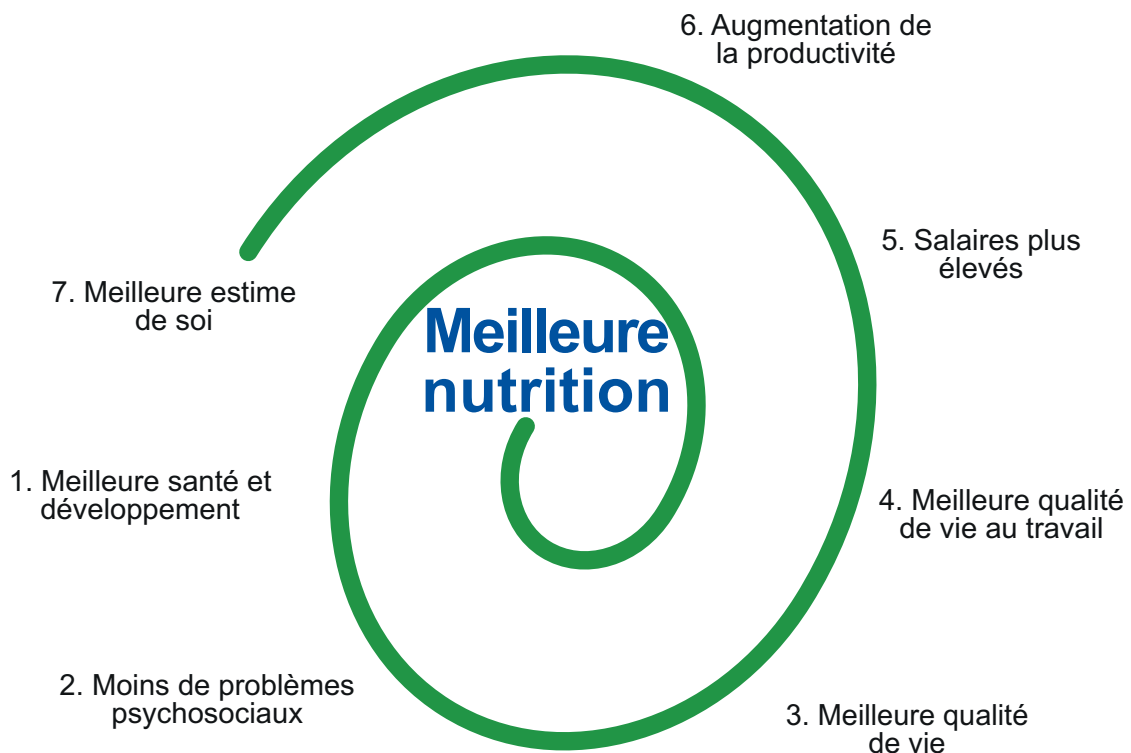 6. Augmentation de
la productivité
5. Salaires plus
élevés
7. Meilleure estime
de soi
Meilleure
nutrition
1. Meilleure santé et
développement
4. Meilleure qualité
de vie au travail
2. Moins de problèmes
psychosociaux
3. Meilleure qualité
de vie